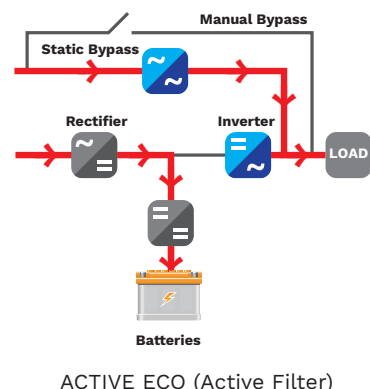 Manual Bypass
Static Bypass
Rectifier
Inverter
LOAD
Batteries
ACTIVE ECO (Active Filter)